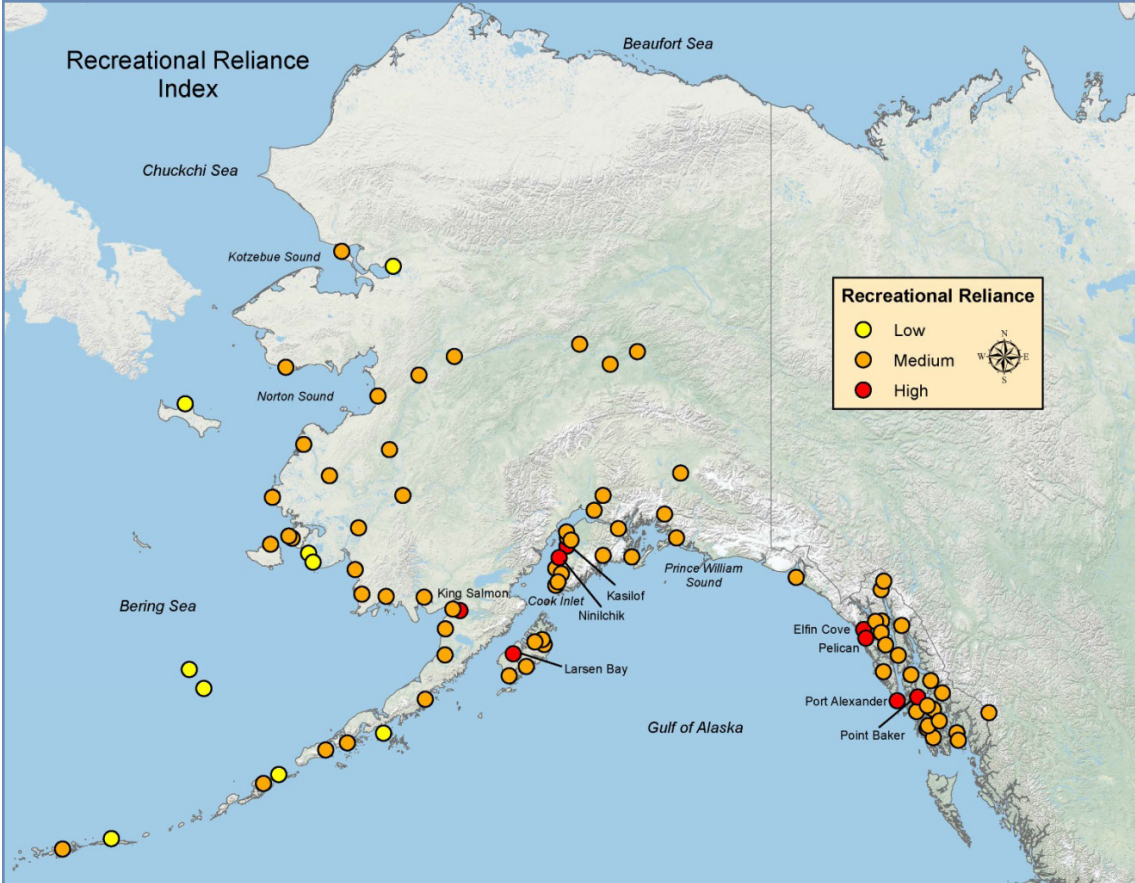 Recreational Reliance
Index
Beaufort Sea
Chuckchi Sea
Kotzebue Sound
Recreational Reliance
Low
Medium
High
N
W
E
S
Norton Sound
Bering Sea
King Salmon
Cook Inlet
Kasilof
Ninilchik
Prince William
Sound
Larsen Bay
Elfin Cove
Pelican
Port Alexander
Point Baker
Gulf of Alaska